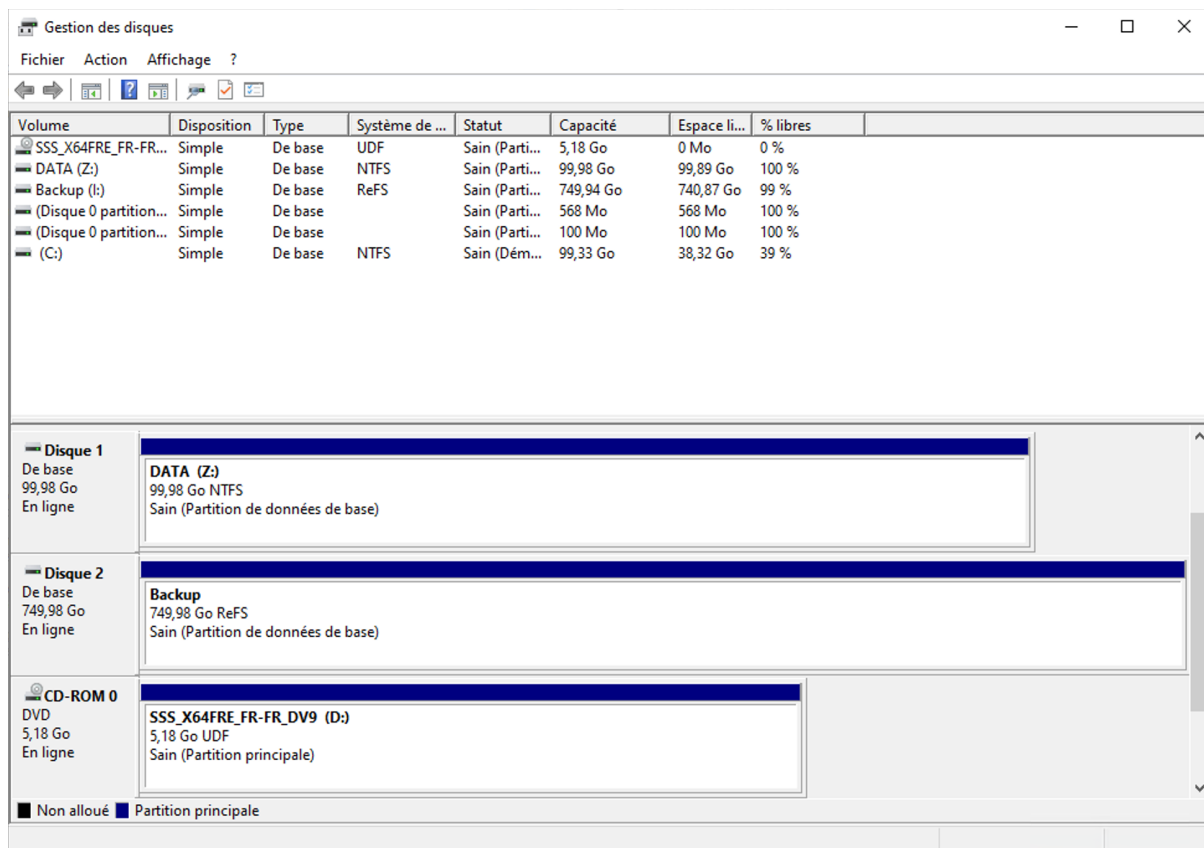 Gestion des disques
Fichier Action Affichage ?
Volume Disposition Type Système de ... Statut Capacité Espace li... % libres
SSS_X64FRE_FR-FR... Simple De base UDF Sain (Parti... 5,18 Go 0 Mo 0 %
DATA (Z:) Simple De base NTFS Sain (Parti... 99,98 Go 99,89 Go 100 %
Backup (I:) Simple De base ReFS Sain (Parti... 749,94 Go 740,87 Go 99 %
(Disque 0 partition... Simple De base Sain (Parti... 568 Mo 568 Mo 100 %
(Disque 0 partition... Simple De base Sain (Parti... 100 Mo 100 Mo 100 %
(C:) Simple De base NTFS Sain (Dém... 99,33 Go 38,32 Go 39 %
Disque 1
De base
99,98 Go
En ligne
DATA (Z:)
99,98 Go NTFS
Sain (Partition de données de base)
Disque 2
De base
749,98 Go
En ligne
Backup
749,98 Go ReFS
Sain (Partition de données de base)
CD-ROM 0
DVD
5,18 Go
En ligne
SSS_X64FRE_FR-FR_DV9 (D:)
5,18 Go UDF
Sain (Partition principale)
Non alloué Partition principale